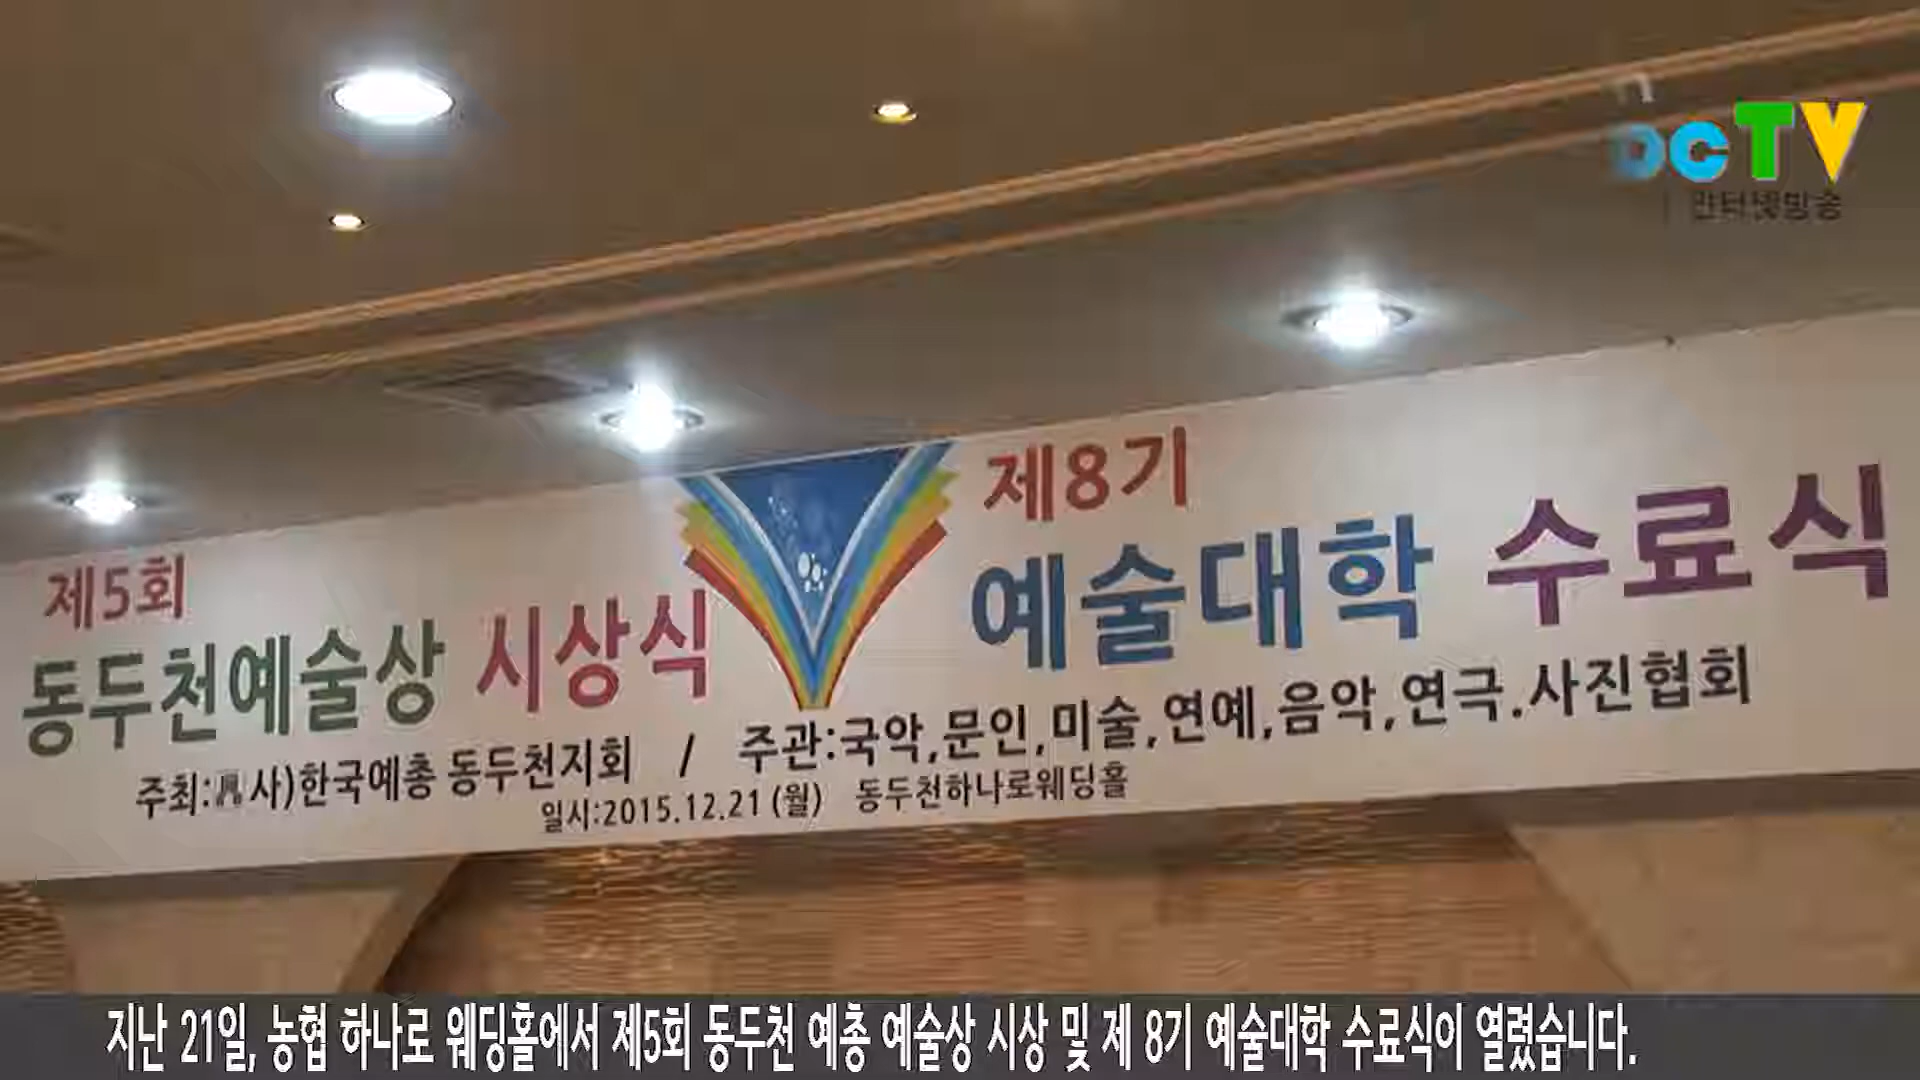 DCTV
인터넷방송
제5회
동두천예술상 시상식
제8기
예술대학 수료식
주최:사)한국예총 동두천지회 / 주관:국악,문인,미술,연예,음악,연극.사진협회
일시:2015.12.21 (월) 동두천하나로웨딩홀
지난 21일, 농협 하나로 웨딩홀에서 제5회 동두천 예총 예술상 시상 및 제 8기 예술대학 수료식이 열렸습니다.